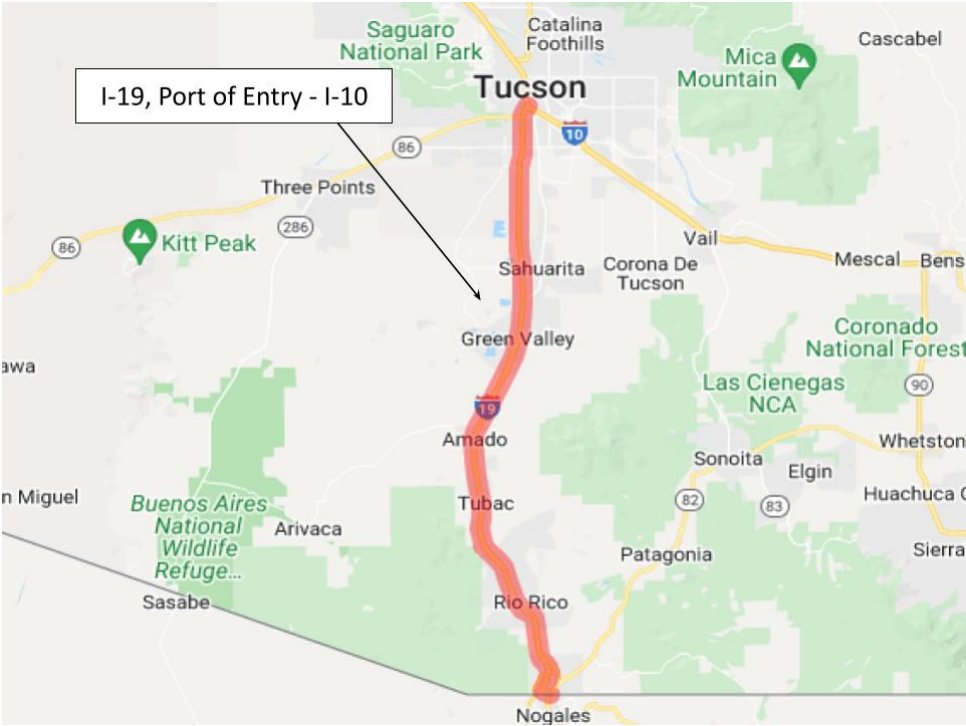 Catalina
Foothills
Saguaro
National Park
Cascabel
Mica
Mountain
Tucson
I-19, Port of Entry - I-10
10
86
Three Points
286
86
Kitt Peak
Vail
Mescal
Bens
Sahuarita
Corona De
Tucson
Green Valley
Coronado
National Forest
awa
Las Cienegas
NCA
90
19
Amado
Whetston
Sonoita
Elgin
n Miguel
Buenos Aires
National
Wildlife
Refuge...
Tubac
82
83
Huachuca C
Arivaca
Patagonia
Sierra
Sasabe
Rio Rico
Nogales